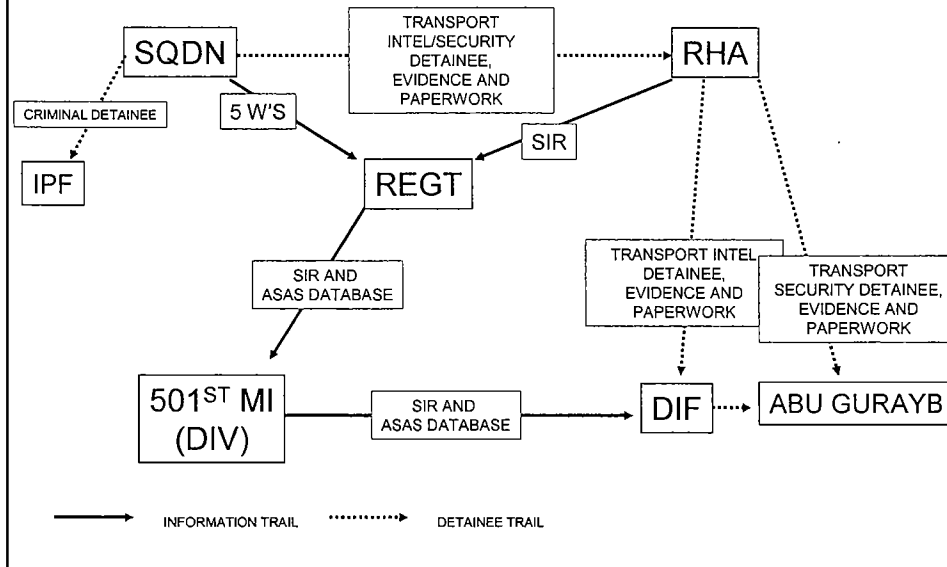 SQDN
TRANSPORT
INTEL/SECURITY
DETAINEE,
EVIDENCE AND
PAPERWORK
RHA
CRIMINAL DETAINEE
5 W'S
SIR
IPF
REGT
SIR AND
ASAS DATABASE
TRANSPORT INTEL
DETAINEE,
EVIDENCE AND
PAPERWORK
TRANSPORT
SECURITY DETAINEE,
EVIDENCE AND
PAPERWORK
501ST MI
(DIV)
SIR AND
ASAS DATABASE
DIF
ABU GURAYB
INFORMATION TRAIL
DETAINEE TRAIL